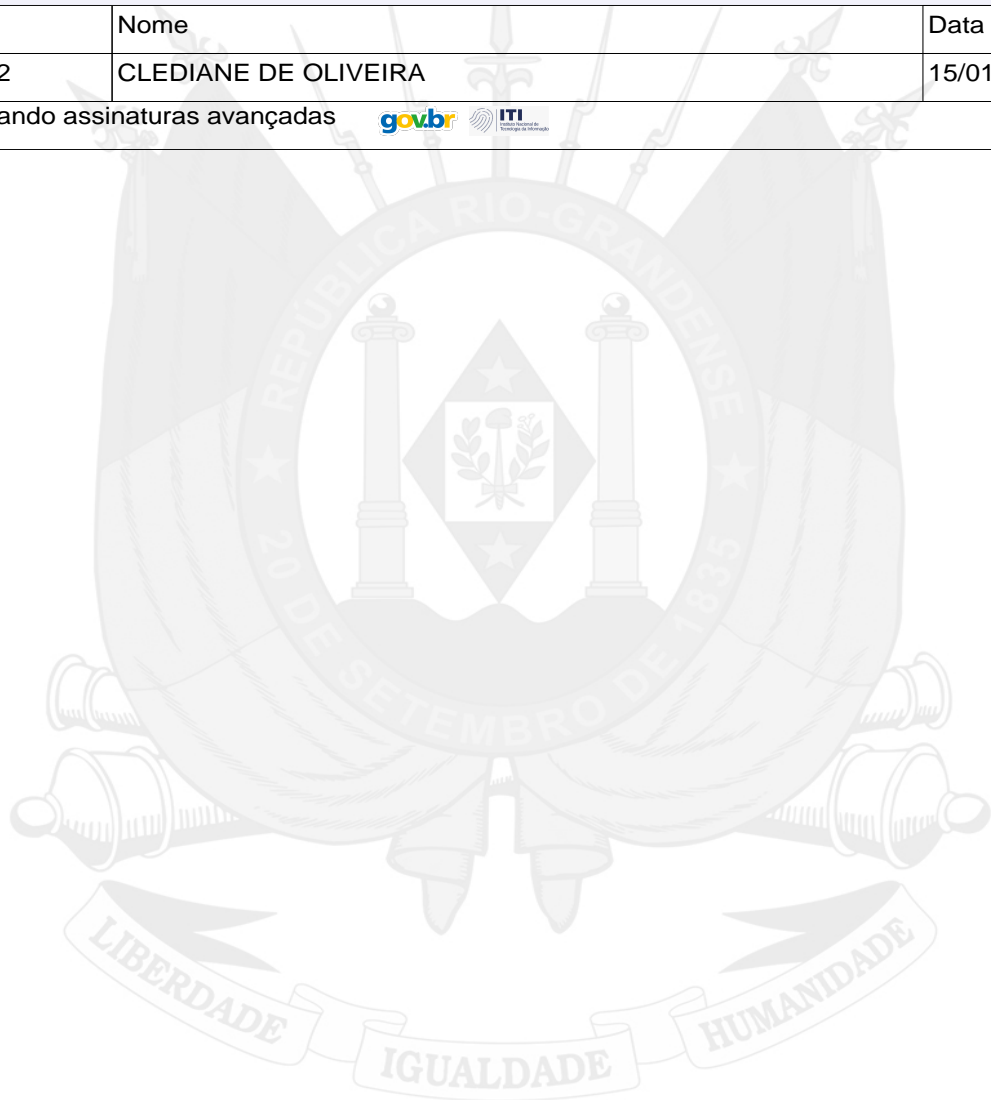 Nome Data
2 CLEDIANE DE OLIVEIRA 15/01
ando assinaturas avançadas gov.br ITI
REPÚBLICA RIO-GRANDENSE
★ 20 DE SETEMBRO DE 1835 ★
LIBERDADE IGUALDADE HUMANIDADE